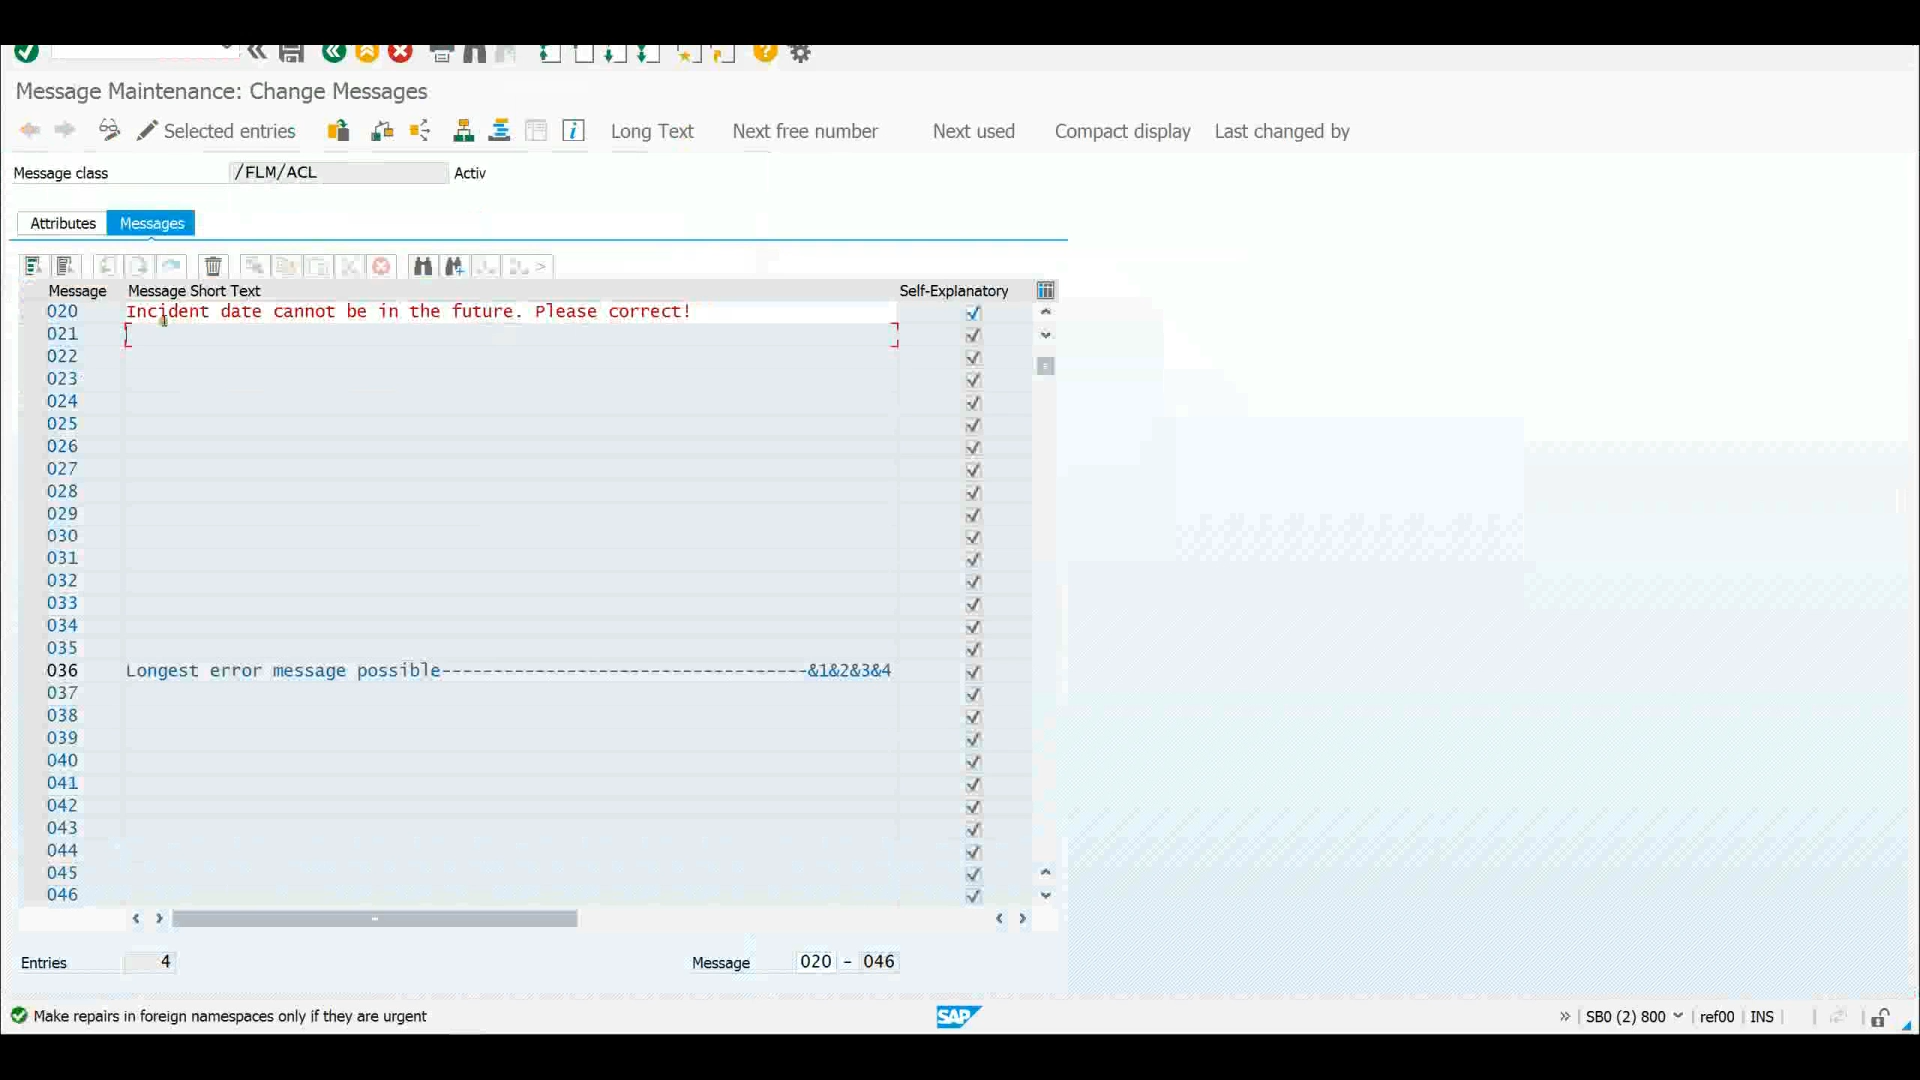 Message Maintenance: Change Messages
Selected entries Long Text Next free number Next used Compact display Last changed by
Message class /FLM/ACL Activ
Attributes Messages
Message Message Short Text Self-Explanatory
020 Incident date cannot be in the future. Please correct!
021
022
023
024
025
026
027
028
029
030
031
032
033
034
035
036 Longest error message possible-----------------------------------&1&2&3&4
037
038
039
040
041
042
043
044
045
046
Entries 4 Message 020 - 046
Make repairs in foreign namespaces only if they are urgent SAP SB0 (2) 800 ref00 INS